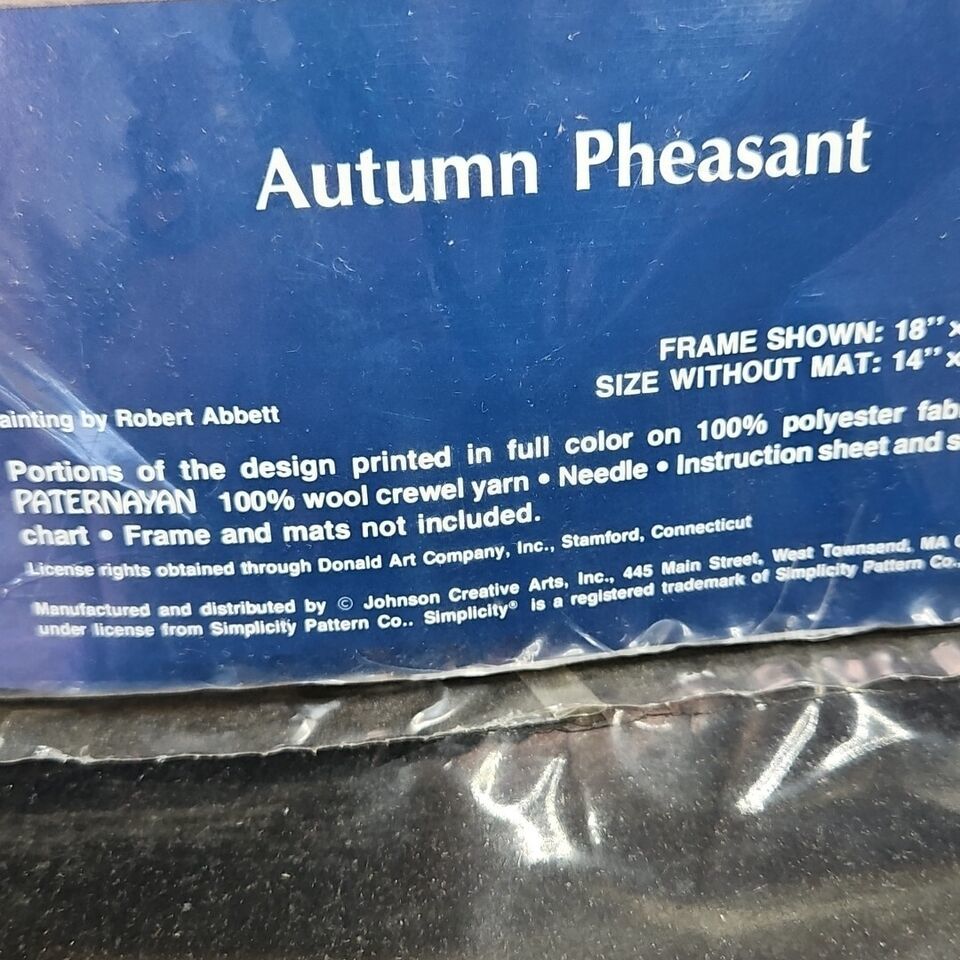 Autumn Pheasant
FRAME SHOWN: 18" x
SIZE WITHOUT MAT: 14" x
ainting by Robert Abbett
Portions of the design printed in full color on 100% polyester fab
PATERNAYAN 100% wool crewel yarn • Needle • Instruction sheet and s
chart • Frame and mats not included.
License rights obtained through Donald Art Company, Inc., Stamford, Connecticut
Manufactured and distributed by © Johnson Creative Arts, Inc., 445 Main Street, West Townsend, MA
under license from Simplicity Pattern Co.. Simplicity® is a registered trademark of Simplicity Pattern Co.,